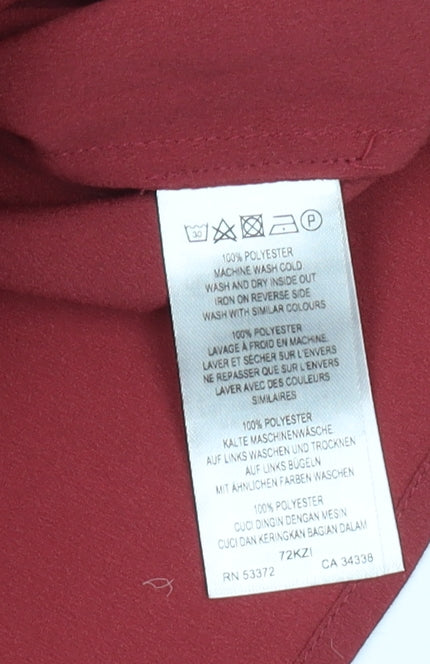 30 P
100% POLYESTER
MACHINE WASH COLD
WASH AND DRY INSIDE OUT
IRON ON REVERSE SIDE
WASH WITH SIMILAR COLOURS
100% POLYESTER
LAVAGE À FROID EN MACHINE.
LAVER ET SÉCHER SUR L'ENVERS
NE REPASSER QUE SUR L'ENVERS
LAVER AVEC DES COULEURS
SIMILAIRES
100% POLYESTER
KALTE MASCHINENWÄSCHE
AUF LINKS WASCHEN UND TROCKNEN
AUF LINKS BÜGELN
MIT ÄHNLICHEN FARBEN WASCHEN
100% POLYESTER
CUCI DINGIN DENGAN MESIN
CUCI DAN KERINGKAN BAGIAN DALAM
72KZI
RN 53372 CA 34338